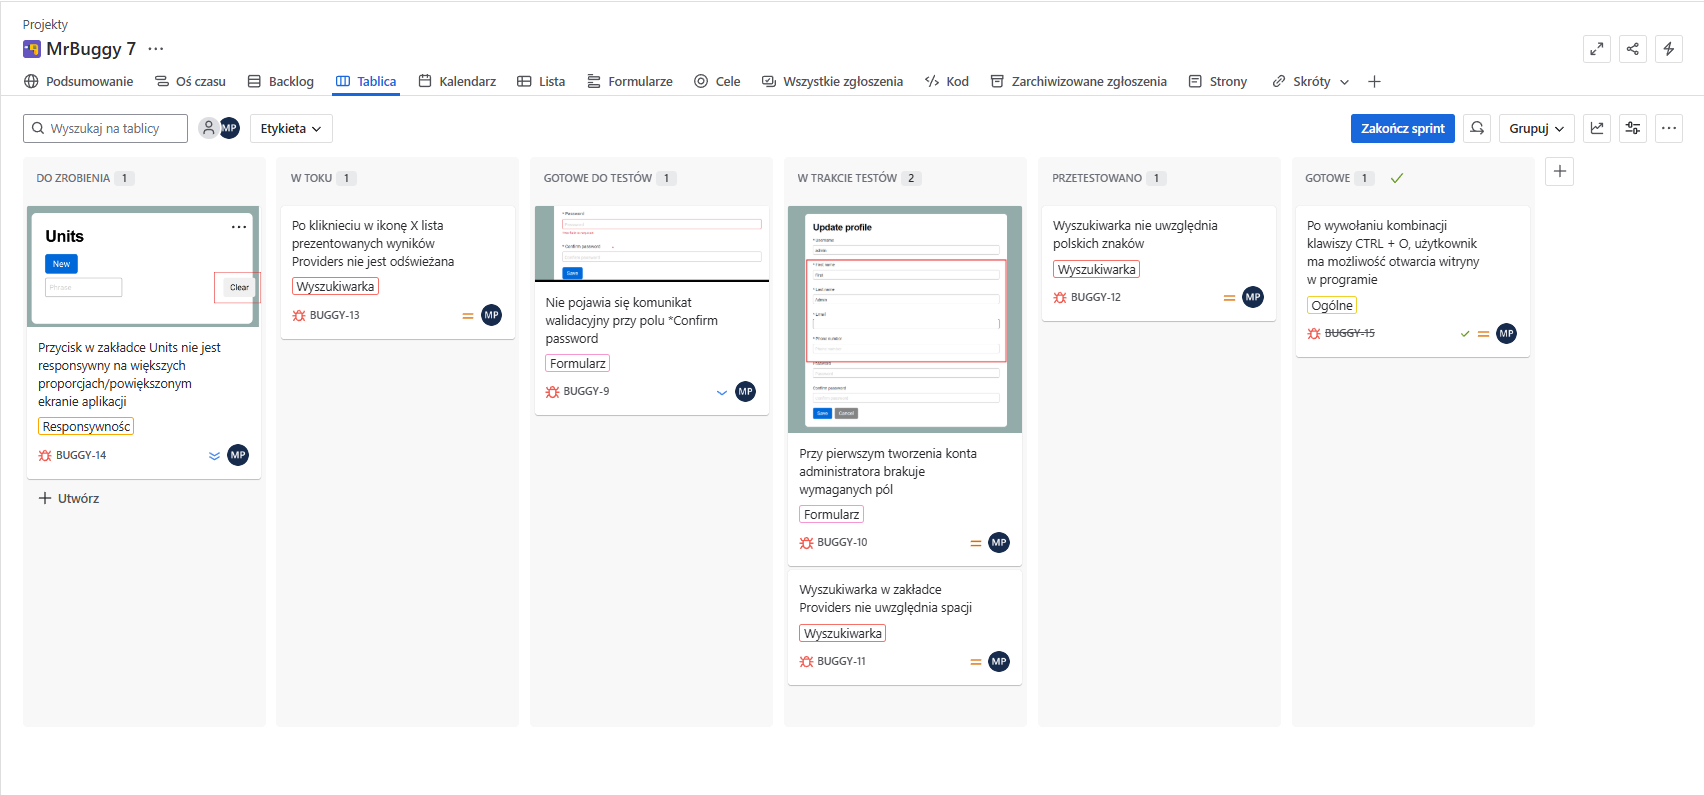 Projekty
MrBuggy 7
Podsumowanie
Oś czasu
Backlog
Tablica
Kalendarz
Lista
Formularze
Cele
Wszystkie zgłoszenia
Kod
Zarchiwizowane zgłoszenia
Strony
Skróty
Wyszukaj na tablicy
MP
Etykieta
Zakończ sprint
Grupuj
DO ZROBIENIA 1
Units
New
Phrase
Clear
Przycisk w zakładce Units nie jest
responsywny na większych
proporcjach/powiększonym
ekranie aplikacji
Responsywnośc
BUGGY-14
MP
Utwórz
W TOKU 1
Po kliknieciu w ikonę X lista
prezentowanych wyników
Providers nie jest odświeżana
Wyszukiwarka
BUGGY-13
MP
GOTOWE DO TESTÓW 1
* Password
Password
* Confirm password
Confirm password
Save
Nie pojawia się komunikat
walidacyjny przy polu *Confirm
password
Formularz
BUGGY-9
MP
W TRAKCIE TESTÓW 2
Update profile
* Username
admin
* First name
First
* Last name
Admin
* Email
* Phone number
Phone number
Password
Password
Confirm password
Confirm password
Save
Cancel
Przy pierwszym tworzenia konta
administratora brakuje
wymaganych pól
Formularz
BUGGY-10
MP
Wyszukiwarka w zakładce
Providers nie uwzględnia spacji
Wyszukiwarka
BUGGY-11
MP
PRZETESTOWANO 1
Wyszukiwarka nie uwzględnia
polskich znaków
Wyszukiwarka
BUGGY-12
MP
GOTOWE 1
Po wywołaniu kombinacji
klawiszy CTRL + O, użytkownik
ma możliwość otwarcia witryny
w programie
Ogólne
BUGGY-15
MP